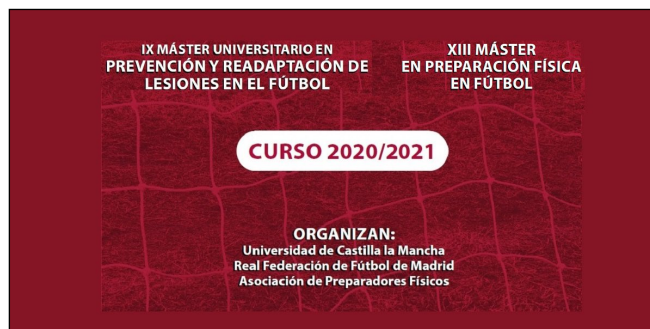 IX MÁSTER UNIVERSITARIO EN
PREVENCIÓN Y READAPTACIÓN DE
LESIONES EN EL FÚTBOL
XIII MÁSTER
EN PREPARACIÓN FÍSICA
EN FÚTBOL
CURSO 2020/2021
ORGANIZAN:
Universidad de Castilla la Mancha
Real Federación de Fútbol de Madrid
Asociación de Preparadores Físicos